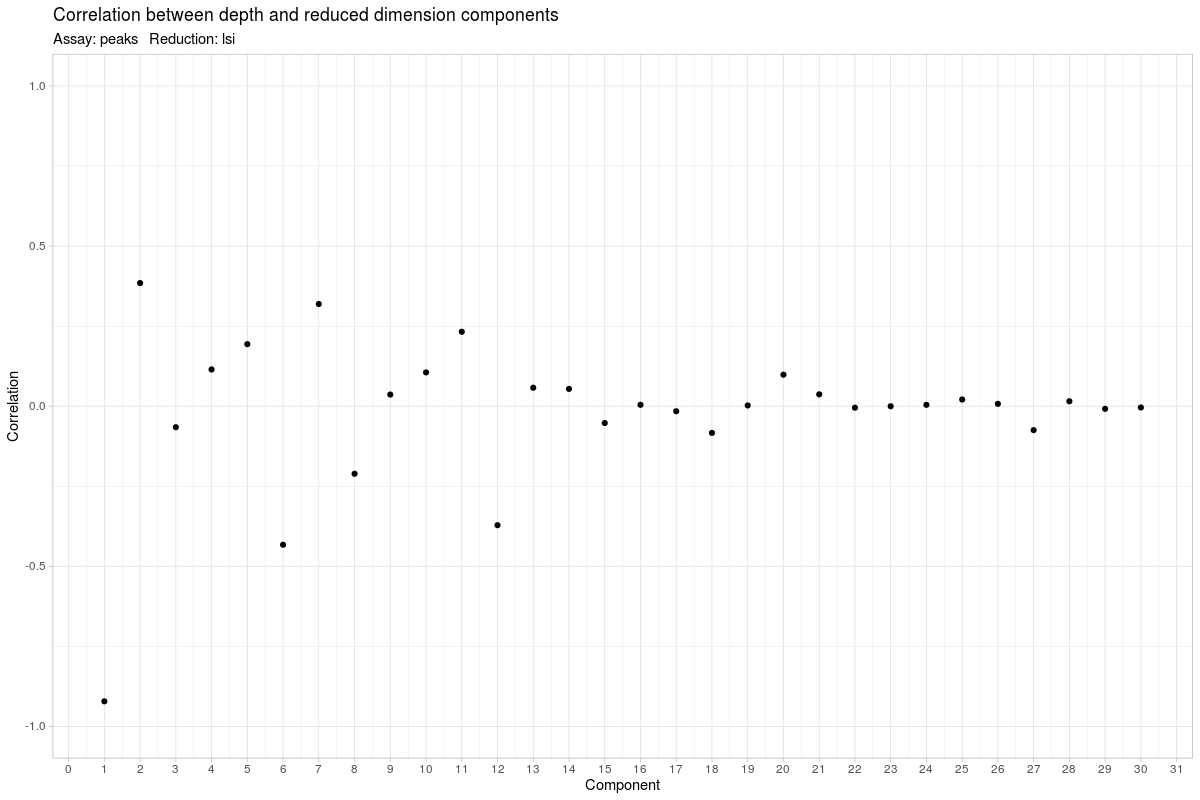 Correlation between depth and reduced dimension components
Assay: peaks   Reduction: lsi
1.0
0.5
0.0
-0.5
-1.0
Correlation
0 1 2 3 4 5 6 7 8 9 10 11 12 13 14 15 16 17 18 19 20 21 22 23 24 25 26 27 28 29 30 31
Component